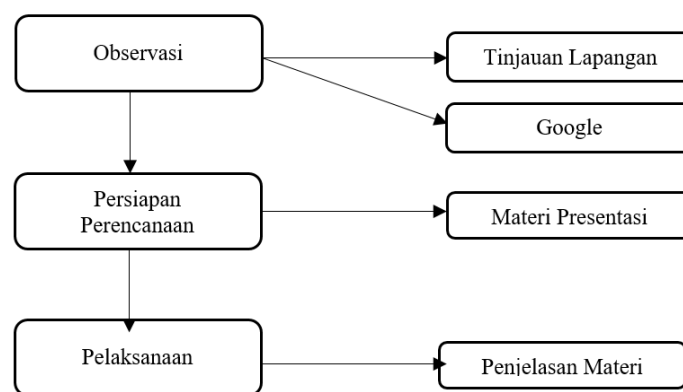 Observasi
Tinjauan Lapangan
Google
Persiapan
Perencanaan
Materi Presentasi
Pelaksanaan
Penjelasan Materi